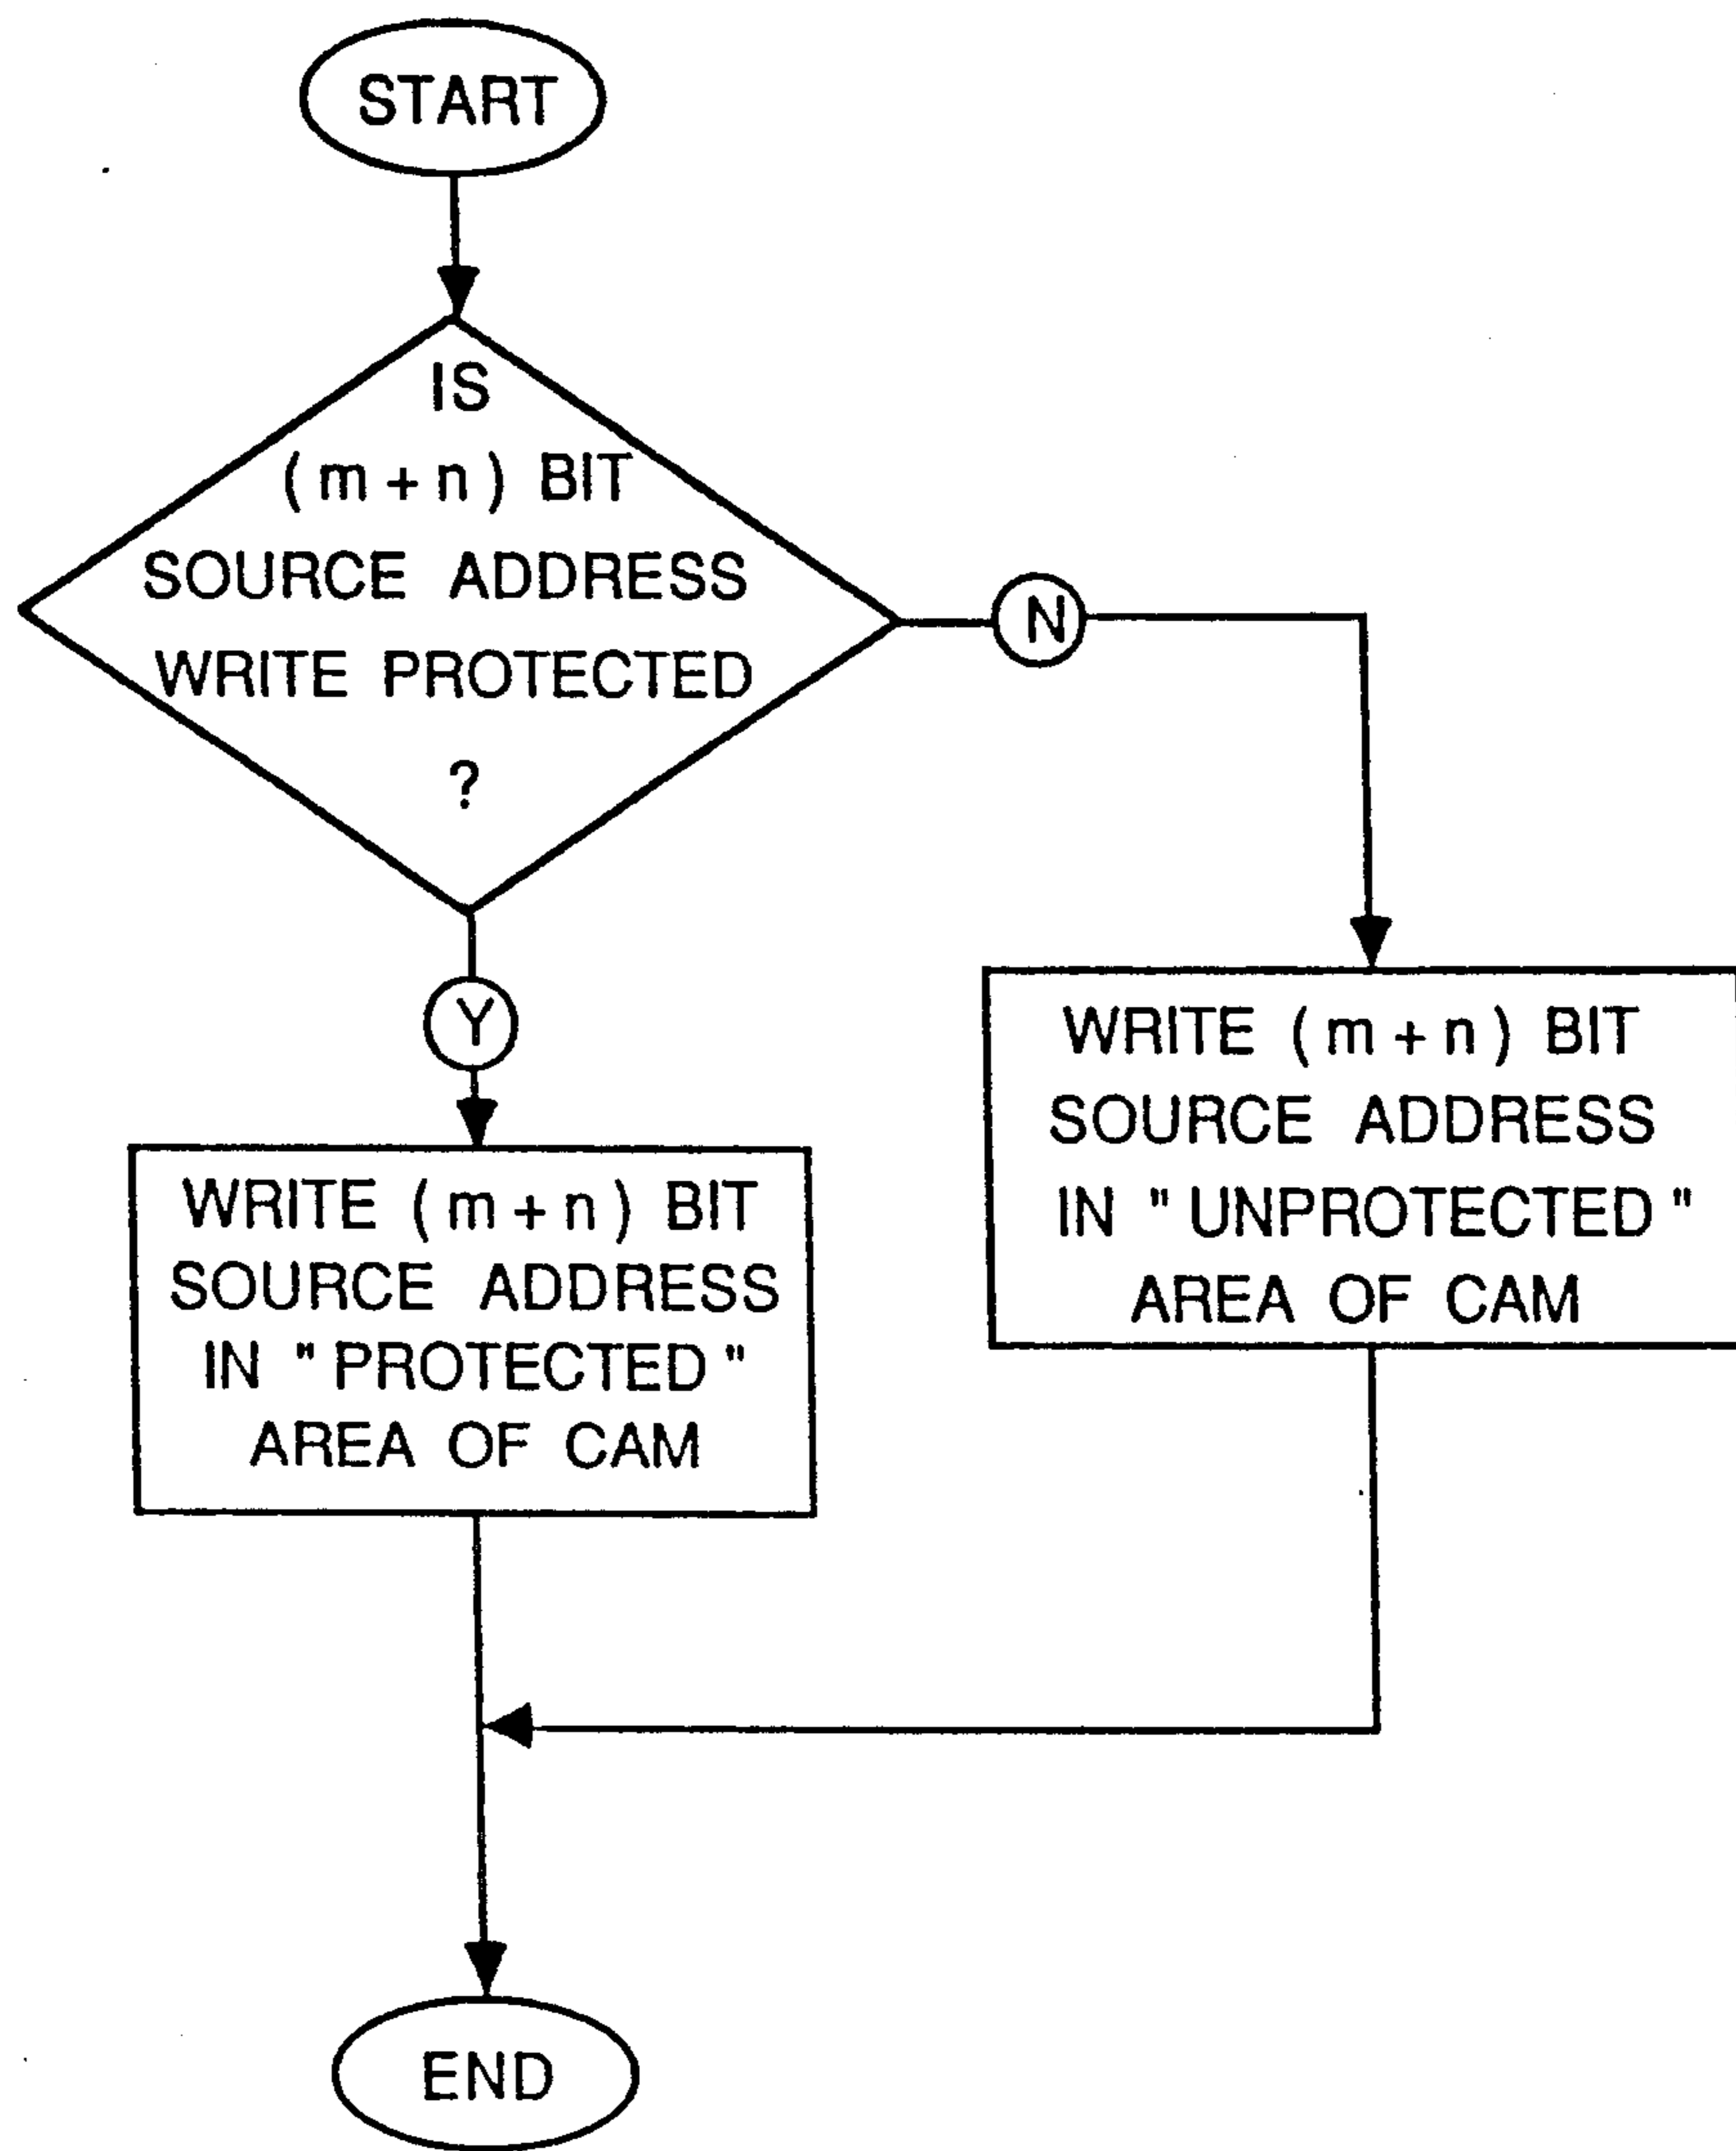 START
IS
( m + n ) BIT
SOURCE ADDRESS
WRITE PROTECTED
?
N
Y
WRITE ( m + n ) BIT
SOURCE ADDRESS
IN " UNPROTECTED "
AREA OF CAM
WRITE ( m + n ) BIT
SOURCE ADDRESS
IN " PROTECTED "
AREA OF CAM
END